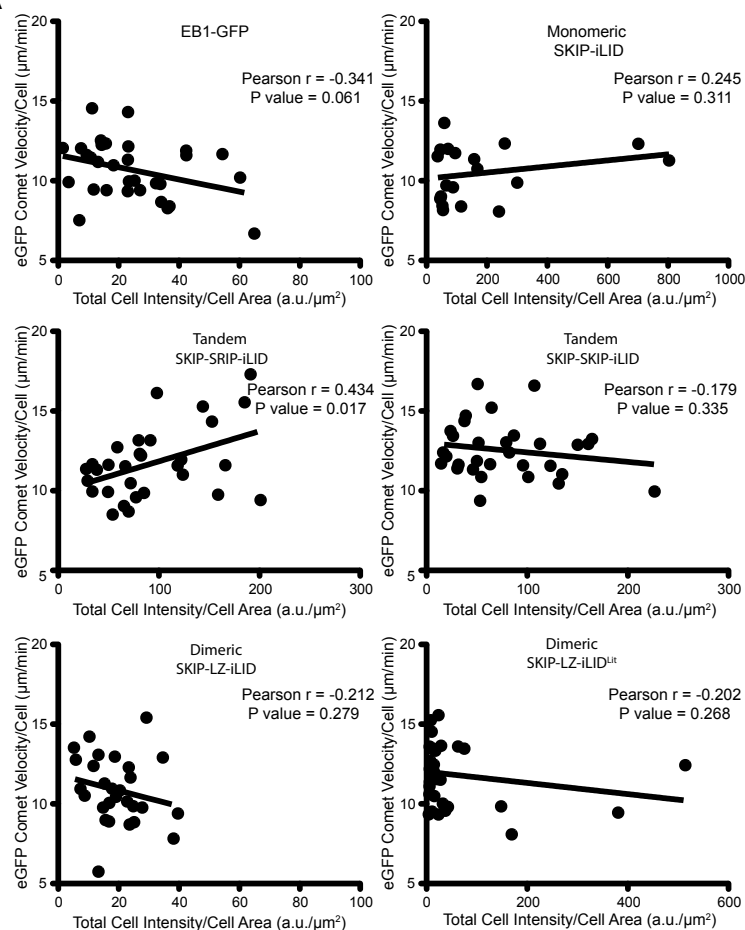 EB1-GFP
Pearson r = -0.341
P value = 0.061
eGFP Comet Velocity/Cell (µm/min)
20
15
10
5
0 20 40 60 80 100
Total Cell Intensity/Cell Area (a.u./µm²)
Monomeric
SKIP-iLID
Pearson r = 0.245
P value = 0.311
eGFP Comet Velocity/Cell (µm/min)
20
15
10
5
0 200 400 600 800 1000
Total Cell Intensity/Cell Area (a.u./µm²)
Tandem
SKIP-SRIP-iLID
Pearson r = 0.434
P value = 0.017
eGFP Comet Velocity/Cell (µm/min)
20
15
10
5
0 100 200 300
Total Cell Intensity/Cell Area (a.u./µm²)
Tandem
SKIP-SKIP-iLID
Pearson r = -0.179
P value = 0.335
eGFP Comet Velocity/Cell (µm/min)
20
15
10
5
0 100 200 300
Total Cell Intensity/Cell Area (a.u./µm²)
Dimeric
SKIP-LZ-iLID
Pearson r = -0.212
P value = 0.279
eGFP Comet Velocity/Cell (µm/min)
20
15
10
5
0 20 40 60 80 100
Total Cell Intensity/Cell Area (a.u./µm²)
Dimeric
SKIP-LZ-iLIDᴸⁱᵗ
Pearson r = -0.202
P value = 0.268
eGFP Comet Velocity/Cell (µm/min)
20
15
10
5
0 200 400 600
Total Cell Intensity/Cell Area (a.u./µm²)